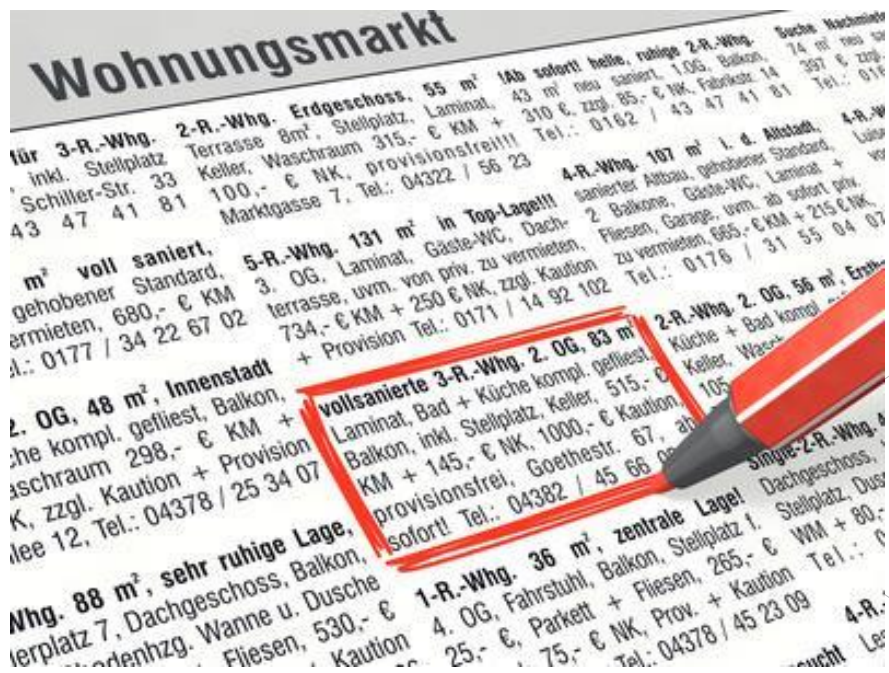 Wohnungsmarkt
für 3-R.-Whg.
inkl. Stellplatz
Schiller-Str. 33
43 47 41 81
2-R.-Whg. Erdgeschoss, 55 m²
Terrasse 8m², Stellplatz, Laminat,
Keller, Waschraum 315,- € KM +
100,- € NK, provisionsfrei!!!
Marktgasse 7, Tel.: 04322 / 56 23
!Ab sofort! helle, ruhige 2-R.-Whg.
43 m² neu saniert, 1.OG, Balkon,
310 €, zzgl. 85,- € NK, Fabrikstr. 14
Tel.: 0162 / 43 47 41 81
Suche Nachmieter
74 m² neu
397 € zzgl.
Tel.:
m² voll saniert,
gehobener Standard,
680,- € KM
0177 / 34 22 67 02
5-R.-Whg. 131 m² in Top-Lage!!!
3. OG, Laminat, Gäste-WC, Dach-
terrasse, uvm. von priv. zu vermieten,
734,- € KM + 250 € NK, zzgl. Kaution
+ Provision Tel.: 0171 / 14 92 102
4-R.-Whg. 107 m² i. d. Altstadt,
sanierter Altbau, gehobener Standard,
2 Balkone, Gäste-WC, Laminat +
Fliesen, Garage, uvm. ab sofort priv.
zu vermieten, 665,- € KM + 215 € NK,
Tel.: 0176 / 31 55 04 07
2. OG, 48 m², Innenstadt
kompl. gefliest, Balkon,
298,- € KM +
zzgl. Kaution + Provision
12, Tel.: 04378 / 25 34 07
vollsanierte 3-R.-Whg. 2. OG, 83 m²
Laminat, Bad + Küche kompl. gefliest,
Balkon, inkl. Stellplatz, Keller, 515,- €
KM + 145,- € NK, 1000,- € Kaution
provisionsfrei, Goethestr. 67, ab
sofort! Tel.: 04382 / 45 66
2-R.-Whg. 2. OG, 56 m²,
Küche + Bad kompl.
Keller,
105,-
Whg. 88 m², sehr ruhige Lage,
7, Dachgeschoss, Balkon,
Wanne u. Dusche
Fliesen, 530,- €
Kaution
1-R.-Whg. 36 m², zentrale Lage!
4. OG, Fahrstuhl, Balkon, Stellplatz f.
25,- €, Parkett + Fliesen, 265,- €
75,- € NK, Prov. + Kaution
Tel.: 04378 / 45 23 09
Single-2-R.-Whg.
Dachgeschoss,
Stellplatz,
WM + 80,-
Tel.:
4-R.-